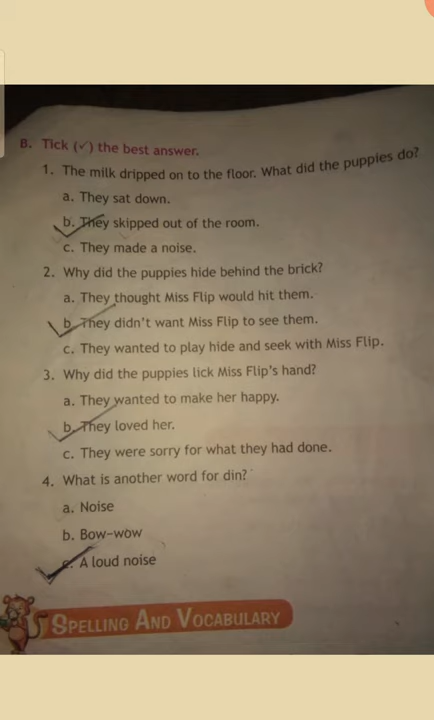 B. Tick (✓) the best answer.
1. The milk dripped on to the floor. What did the puppies do?
a. They sat down.
b. They skipped out of the room.
c. They made a noise.
2. Why did the puppies hide behind the brick?
a. They thought Miss Flip would hit them.
b. They didn't want Miss Flip to see them.
c. They wanted to play hide and seek with Miss Flip.
3. Why did the puppies lick Miss Flip's hand?
a. They wanted to make her happy.
b. They loved her.
c. They were sorry for what they had done.
4. What is another word for din?
a. Noise
b. Bow-wow
c. A loud noise
SPELLING AND VOCABULARY